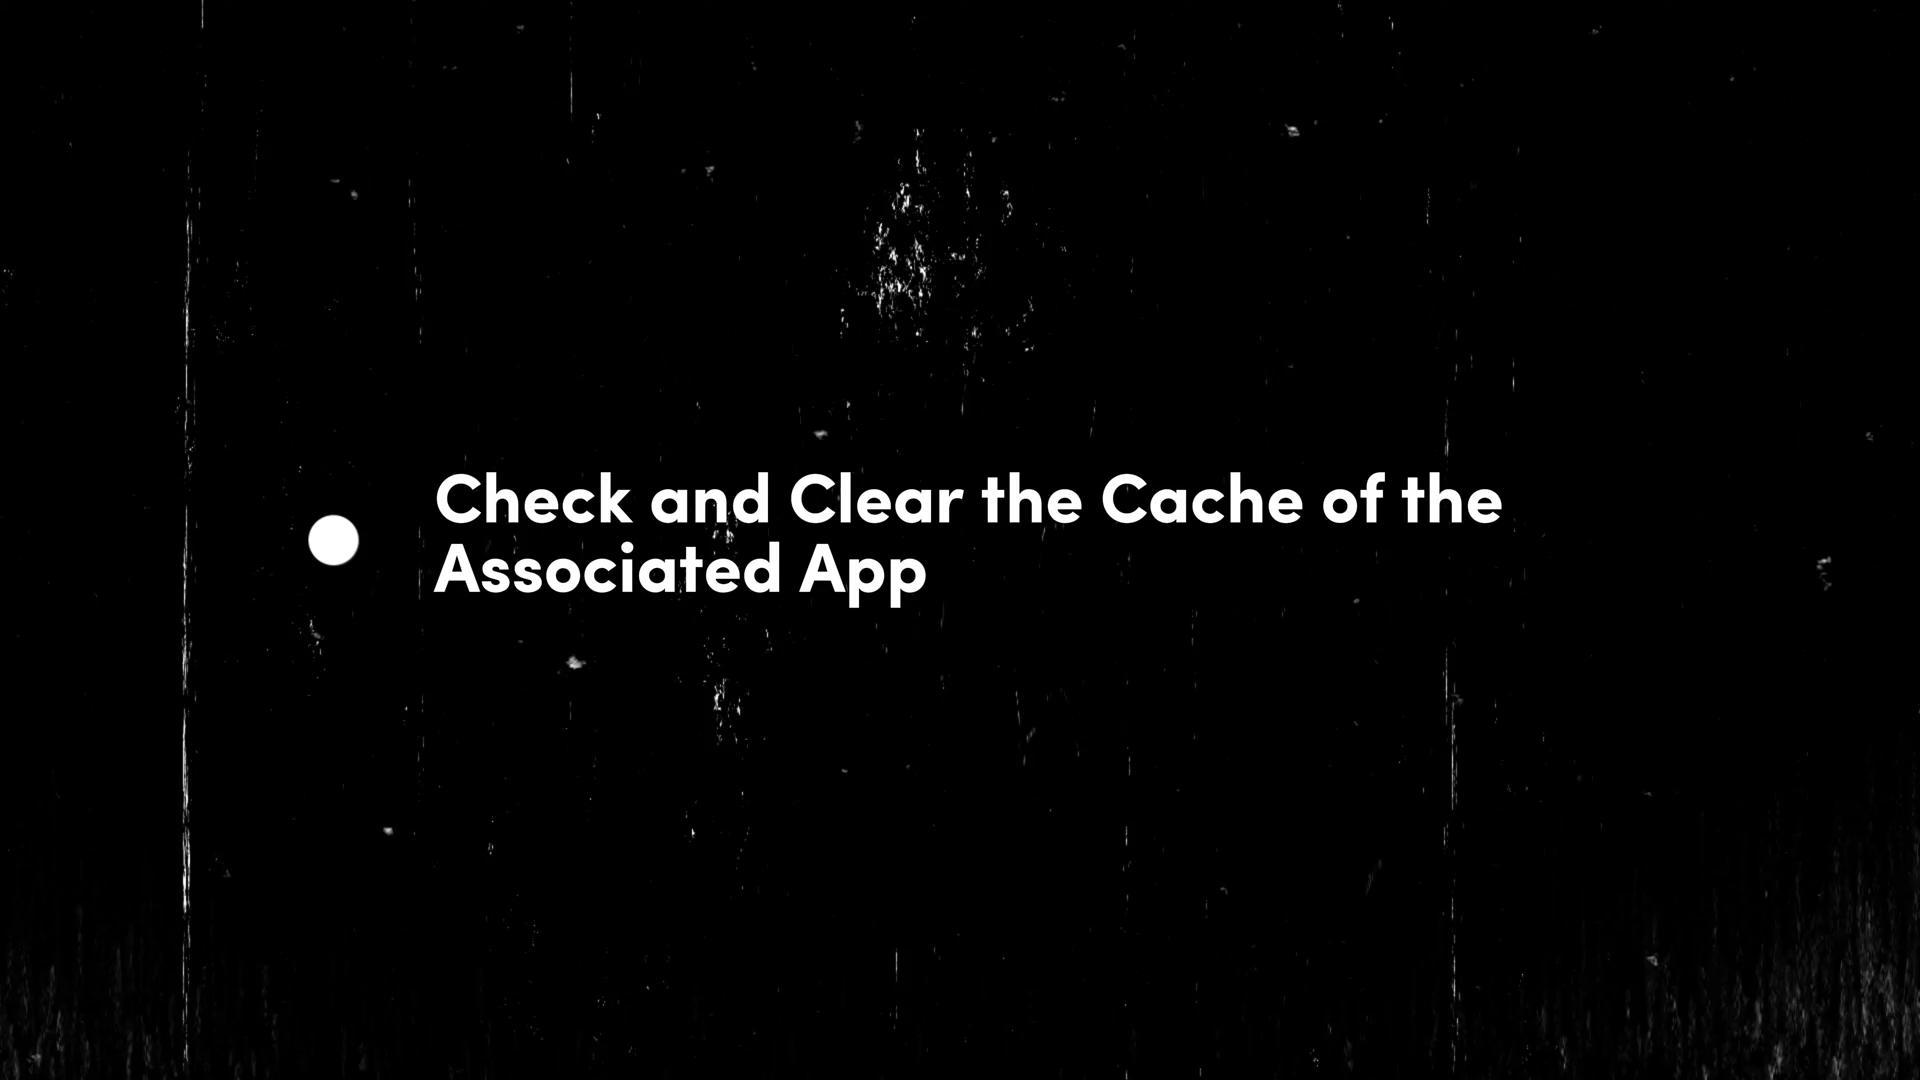 Check and Clear the Cache of the
Associated App